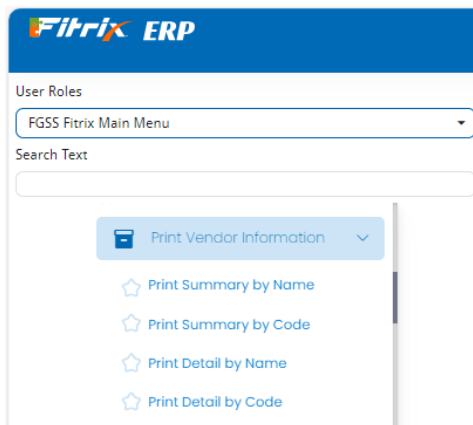 Fitrix ERP
User Roles
FGSS Fitrix Main Menu
Search Text
Print Vendor Information
Print Summary by Name
Print Summary by Code
Print Detail by Name
Print Detail by Code